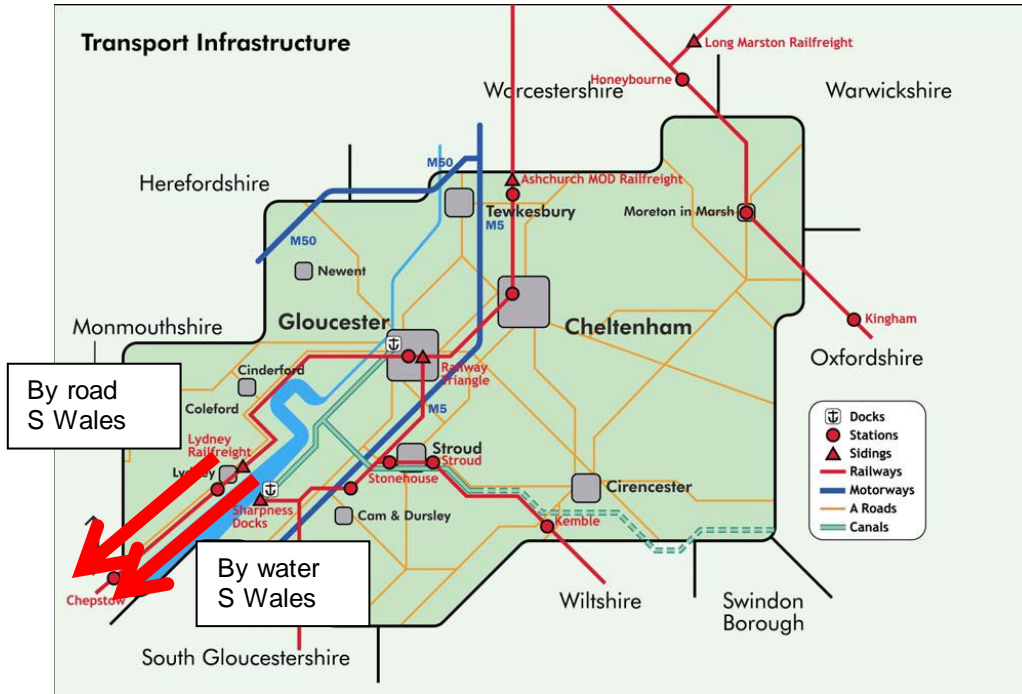 Transport Infrastructure
Long Marston Railfreight
Honeybourne
Worcestershire
Warwickshire
M50
Herefordshire
Ashchurch MOD Railfreight
Tewkesbury
Moreton in Marsh
M5
M50
Newent
Gloucester
Cheltenham
Kingham
Monmouthshire
Oxfordshire
Railway
Triangle
Cinderford
By road
S Wales
Coleford
M5
Docks
Stations
Sidings
Railways
Motorways
A Roads
Canals
Lydney
Railfreight
Lydney
Stroud
Stroud
Stonehouse
Cirencester
Sharpness
Docks
Cam & Dursley
Kemble
By water
S Wales
Chepstow
Wiltshire
Swindon
Borough
South Gloucestershire